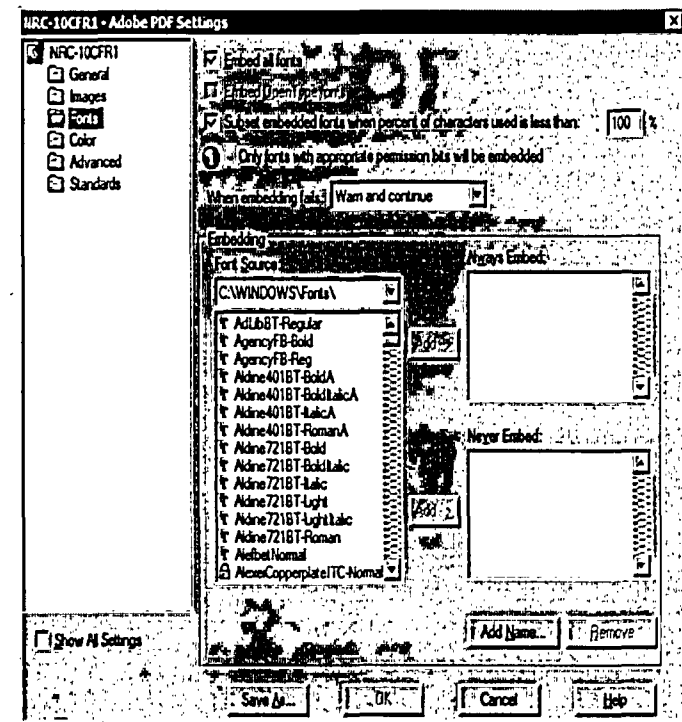 NRC-10CFR1 - Adobe PDF Settings
NRC-10CFR1
General
Images
Fonts
Color
Advanced
Standards
Show All Settings
Embed all fonts
Embed OpenType fonts
Subset embedded fonts when percent of characters used is less than: 100 %
Only fonts with appropriate permission bits will be embedded
When embedding fails: Warn and continue
Embedding
Font Source:
C:\WINDOWS\Fonts\
AdLibBT-Regular
AgencyFB-Bold
AgencyFB-Reg
Aldine401BT-BoldA
Aldine401BT-BoldItalicA
Aldine401BT-ItalicA
Aldine401BT-RomanA
Aldine721BT-Bold
Aldine721BT-BoldItalic
Aldine721BT-Italic
Aldine721BT-Light
Aldine721BT-LightItalic
Aldine721BT-Roman
AlefbetNormal
AlexeiCopperplateITC-Normal
Always Embed:
Add
Never Embed:
Add
Add Name...
Remove
Save As...
OK
Cancel
Help